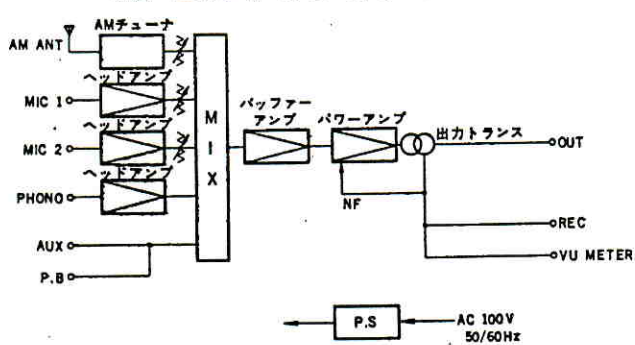 AMチューナ
AM ANT
ヘッドアンプ
MIC 1
ヘッドアンプ
MIC 2
ヘッドアンプ
PHONO
AUX
P.B
MIX
バッファー
アンプ
パワーアンプ
出力トランス
OUT
NF
REC
VU METER
P.S
AC 100V
50/60Hz